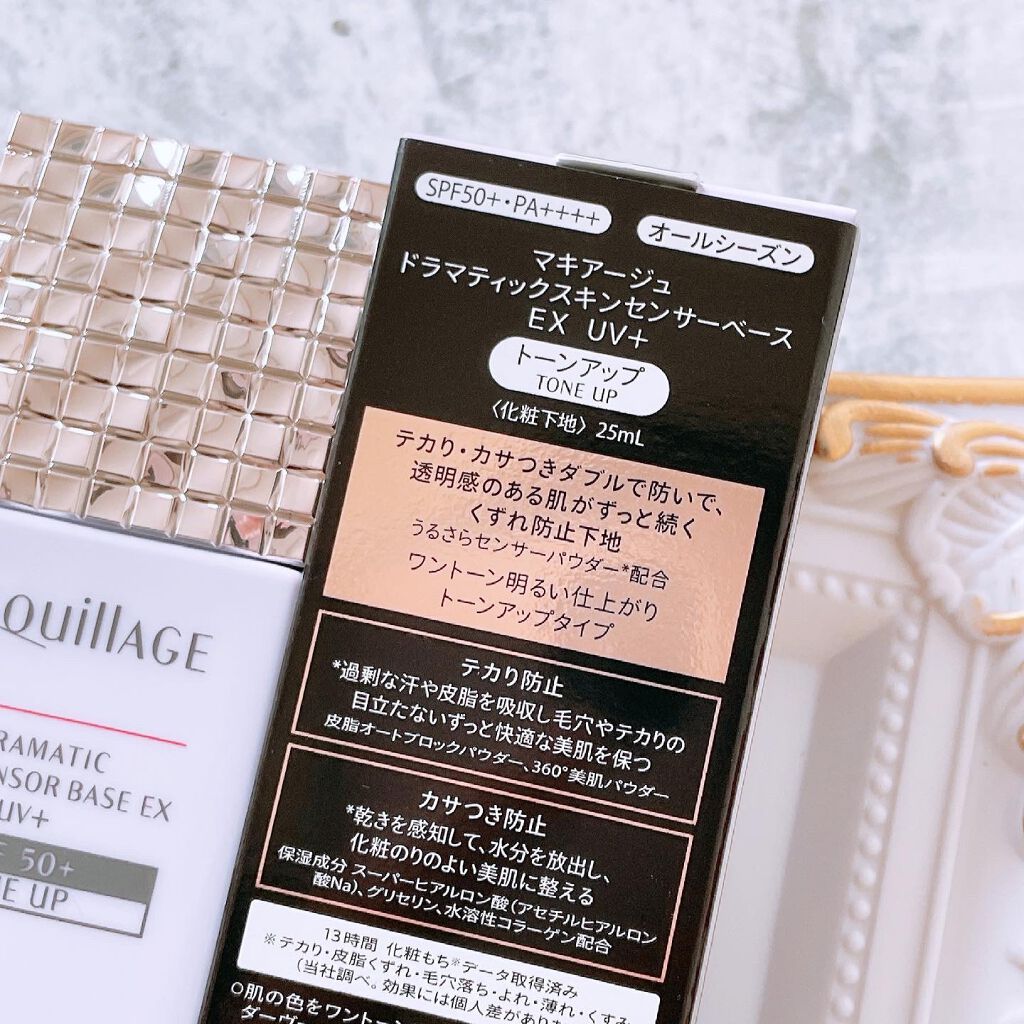 SPF50+・PA++++
オールシーズン
マキアージュ
ドラマティックスキンセンサーベース
EX UV+
トーンアップ
TONE UP
〈化粧下地〉 25mL
テカり・カサつきダブルで防いで、
透明感のある肌がずっと続く
くずれ防止下地
うるさらセンサーパウダー*配合
ワントーン明るい仕上がり
トーンアップタイプ
テカり防止
*過剰な汗や皮脂を吸収し毛穴やテカりの
目立たないずっと快適な美肌を保つ
皮脂オートブロックパウダー、360°美肌パウダー
カサつき防止
*乾きを感知して、水分を放出し、
化粧のりのよい美肌に整える
保湿成分 スーパーヒアルロン酸(アセチルヒアルロン
酸Na)、グリセリン、水溶性コラーゲン配合
13時間 化粧もち※データ取得済み
※テカり・皮脂くずれ・毛穴落ち・よれ・薄れ・くすみ
(当社調べ。効果には個人差があり
○肌の色をワントーン
QuillAGE
RAMATIC
NSOR BASE EX
UV+
50+
E UP